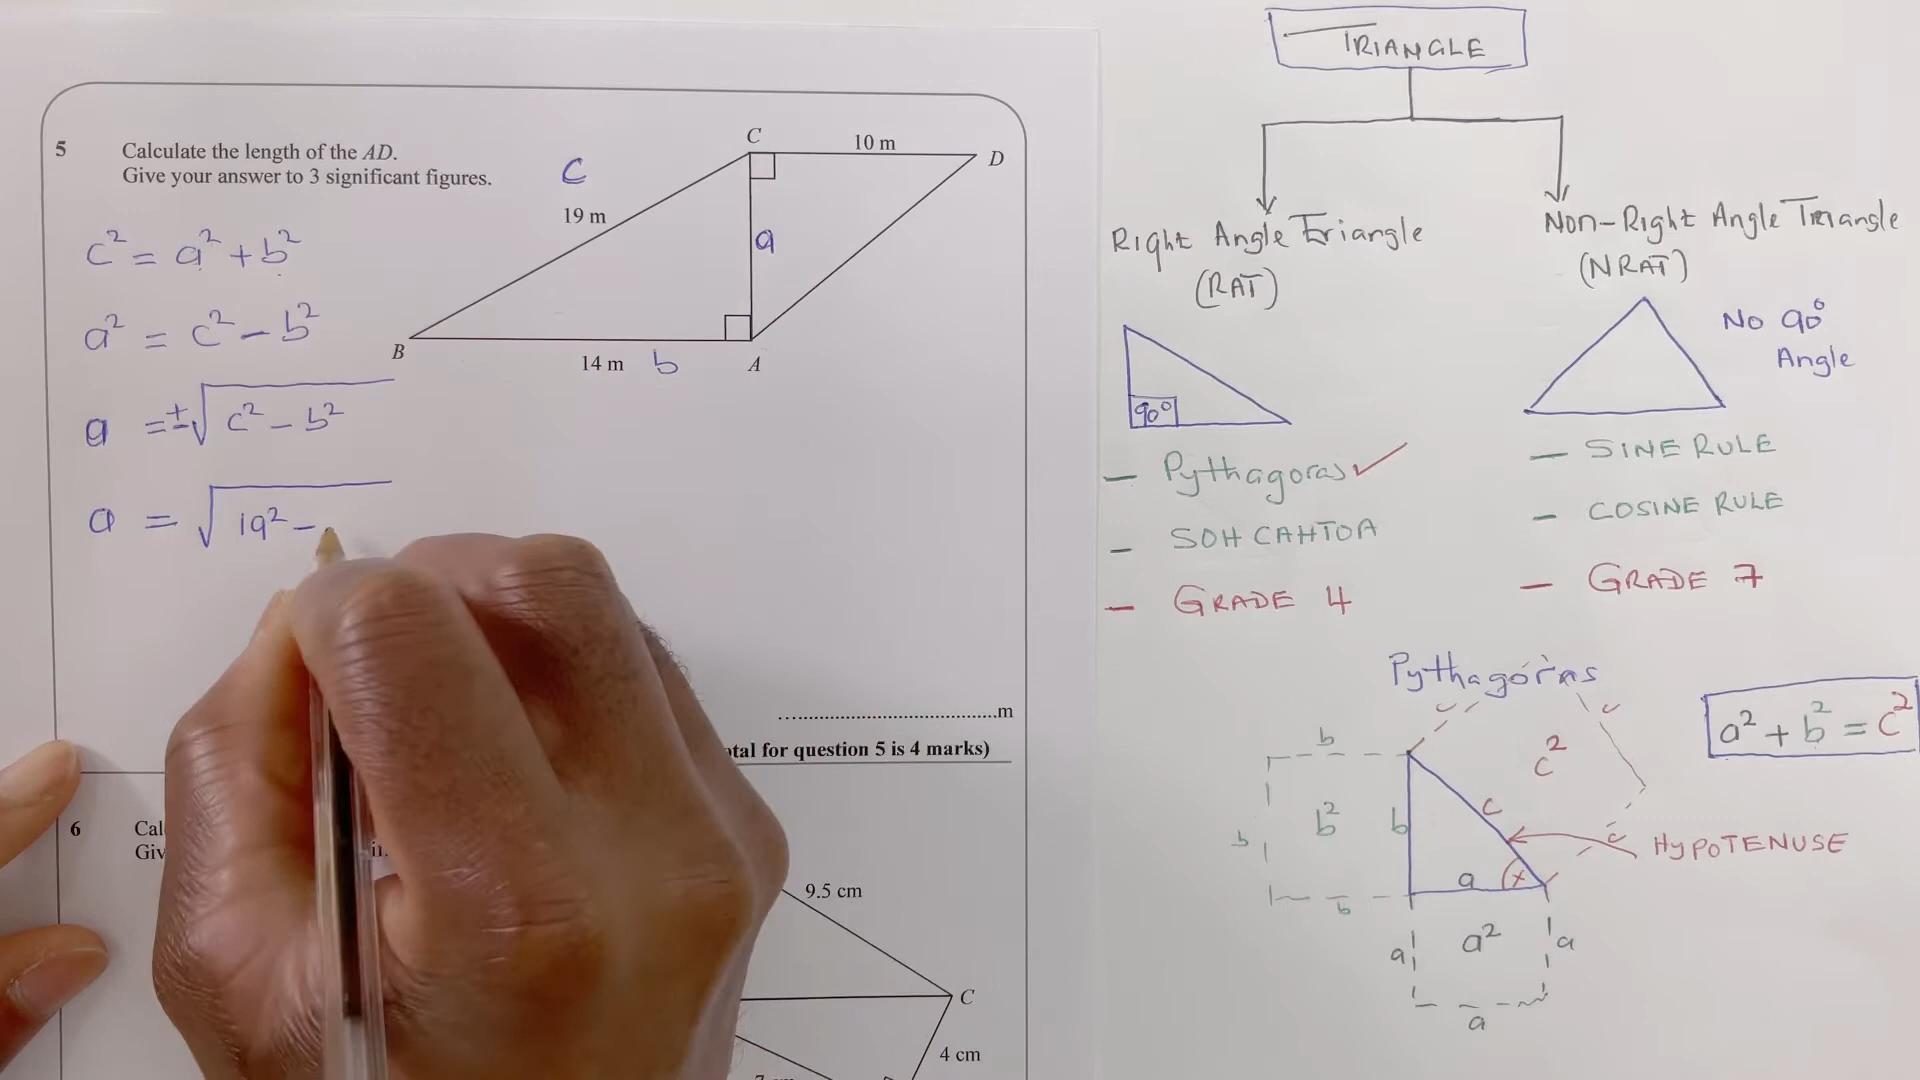 5
Calculate the length of the AD.
Give your answer to 3 significant figures.
C
10 m
D
c
19 m
a
B
14 m
b
A
c² = a² + b²
a² = c² - b²
a = ±√c² - b²
a = √19² -
m
tal for question 5 is 4 marks)
6
Cal
Giv
in.
9.5 cm
C
4 cm
TRIANGLE
Right Angle Triangle
(RAT)
90°
- Pythagoras ✓
- SOH CAHTOA
- GRADE 4
Non-Right Angle Triangle
(NRAT)
No 90°
Angle
- SINE RULE
- COSINE RULE
- GRADE 7
Pythagoras
a² + b² = c²
c
c
b
c²
b²
b
b
c
c
HYPOTENUSE
a
x
b
a
a²
a
a